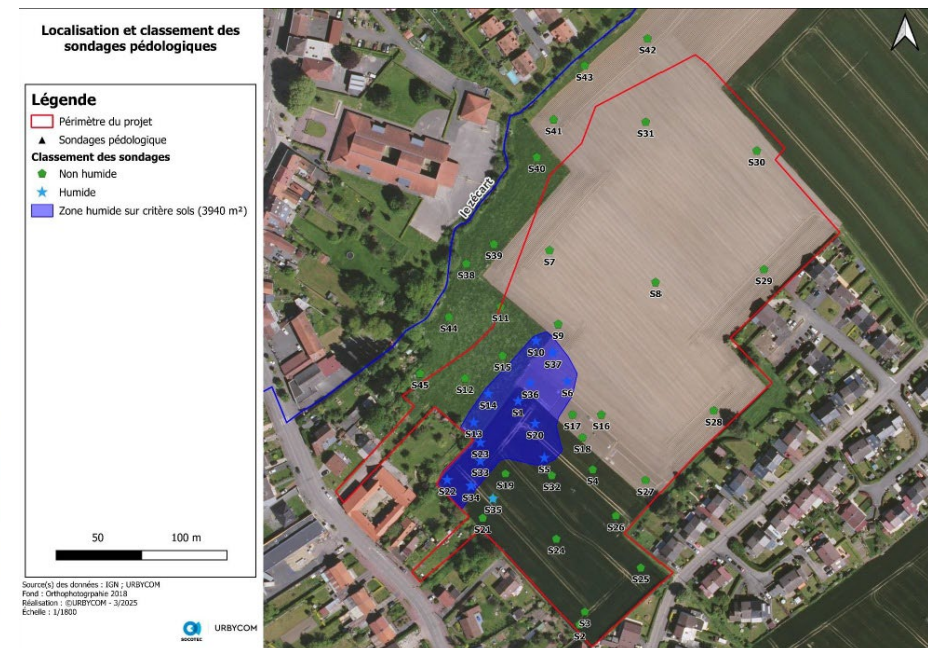 Localisation et classement des
sondages pédologiques
Légende
Périmètre du projet
Sondages pédologique
Classement des sondages
Non humide
Humide
Zone humide sur critère sols (3940 m²)
50 100 m
Source(s) des données : IGN ; URBYCOM
Fond : Orthophotogrpahie 2018
Réalisation : ©URBYCOM - 3/2025
Échelle : 1/1800
SOCOTEC URBYCOM
le zécart
S42
S43
S41
S31
S30
S40
S39
S7
S38
S29
S8
S11
S44
S9
S10
S37
S15
S45
S12
S36
S6
S14
S1
S28
S17 S16
S13
S20
S18
S23
S5
S33
S4
S19
S32
S22
S34
S27
S35
S21
S26
S24
S25
S3
S2